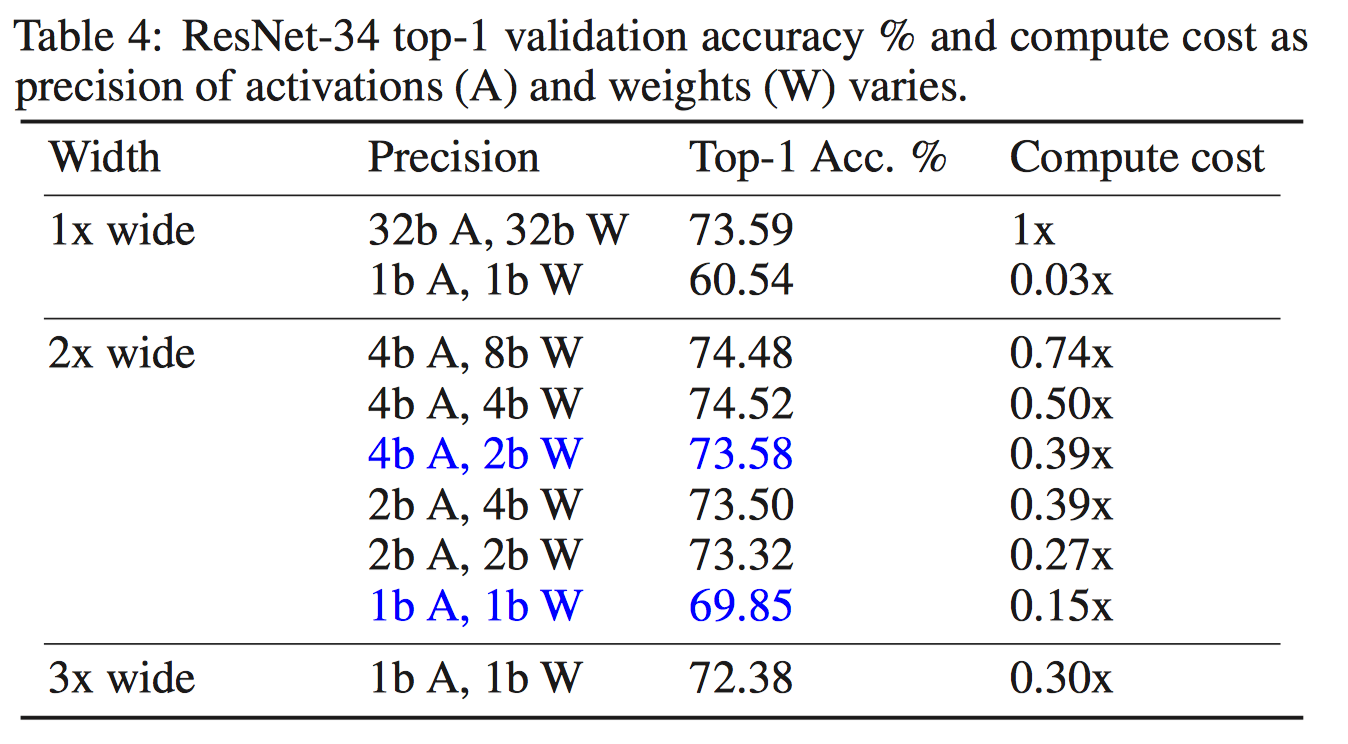 Table 4: ResNet-34 top-1 validation accuracy % and compute cost as
precision of activations (A) and weights (W) varies.
Width Precision Top-1 Acc. % Compute cost
1x wide 32b A, 32b W 73.59 1x
1b A, 1b W 60.54 0.03x
2x wide 4b A, 8b W 74.48 0.74x
4b A, 4b W 74.52 0.50x
4b A, 2b W 73.58 0.39x
2b A, 4b W 73.50 0.39x
2b A, 2b W 73.32 0.27x
1b A, 1b W 69.85 0.15x
3x wide 1b A, 1b W 72.38 0.30x